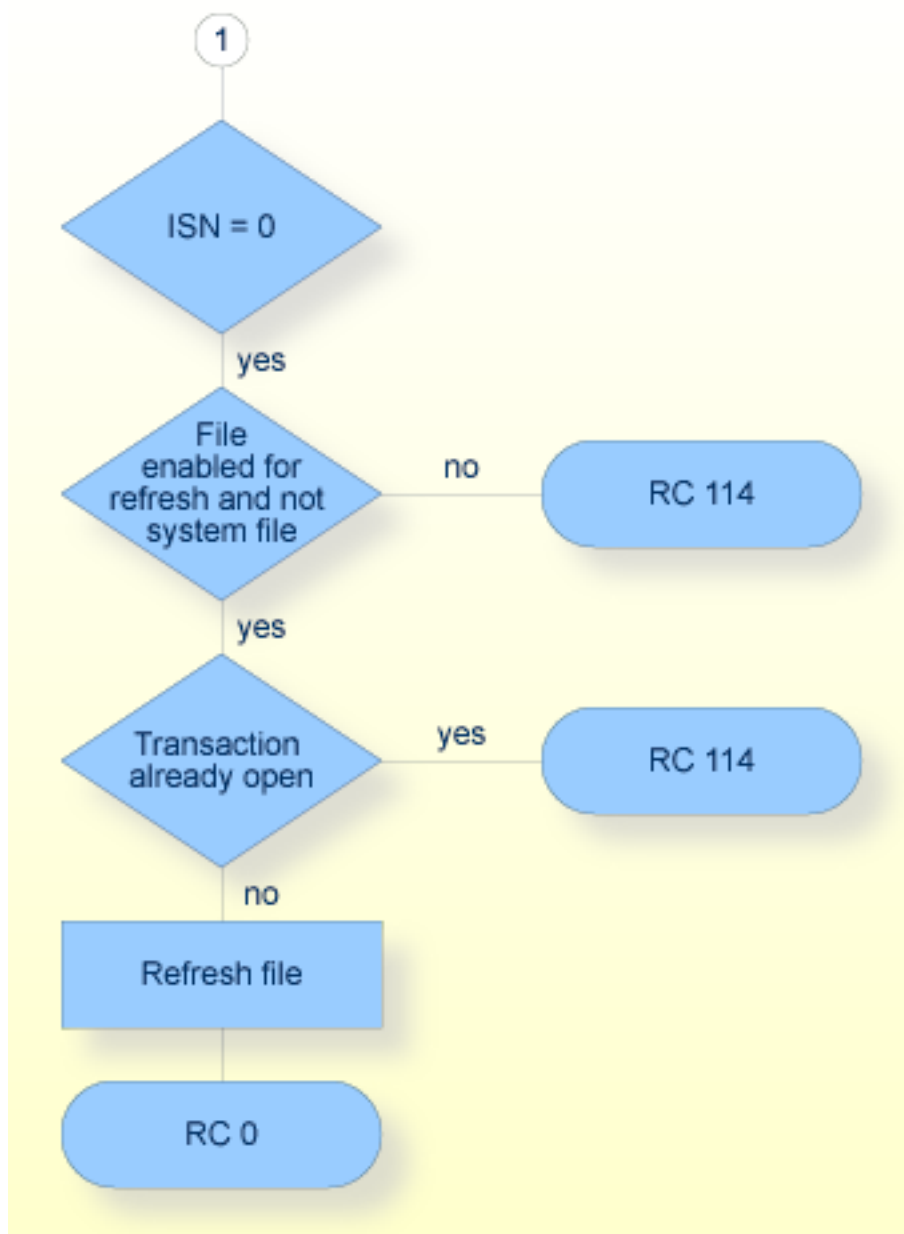 1
ISN = 0
yes
File
enabled for
refresh and not
system file
no
RC 114
yes
Transaction
already open
yes
RC 114
no
Refresh file
RC 0